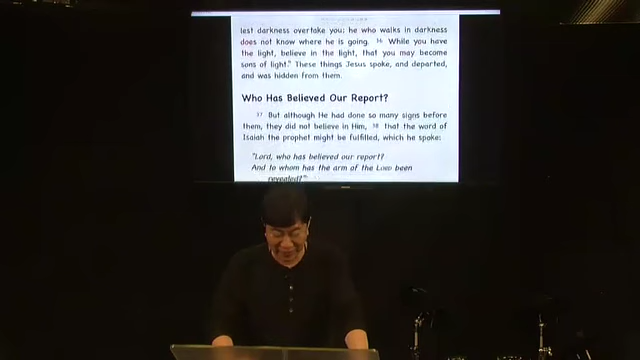 lest darkness overtake you; he who walks in darkness
does not know where he is going. 36 While you have
the light, believe in the light, that you may become
sons of light." These things Jesus spoke, and departed,
and was hidden from them.
Who Has Believed Our Report?
37 But although He had done so many signs before
them, they did not believe in Him, 38 that the word of
Isaiah the prophet might be fulfilled, which he spoke:
"Lord, who has believed our report?
And to whom has the arm of the LORD been
revealed?"